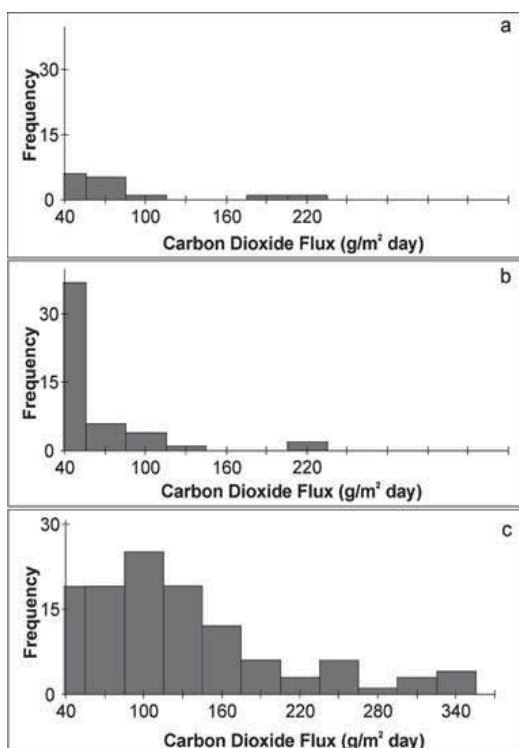 a
Frequency
30
15
0
40 100 160 220
Carbon Dioxide Flux (g/m² day)
b
Frequency
30
15
0
40 100 160 220
Carbon Dioxide Flux (g/m² day)
c
Frequency
30
15
0
40 100 160 220 280 340
Carbon Dioxide Flux (g/m² day)